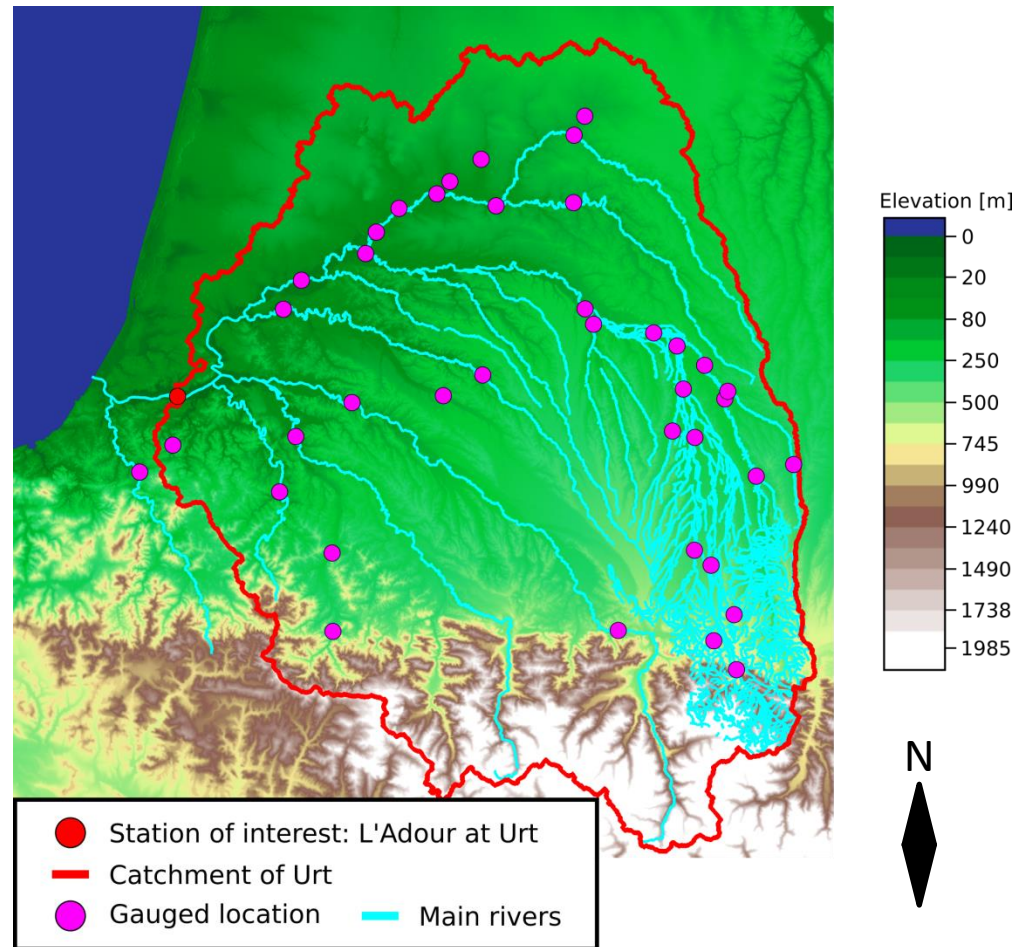 Elevation [m]
0
20
80
250
500
745
990
1240
1490
1738
1985
N
Station of interest: L'Adour at Urt
Catchment of Urt
Gauged location
Main rivers